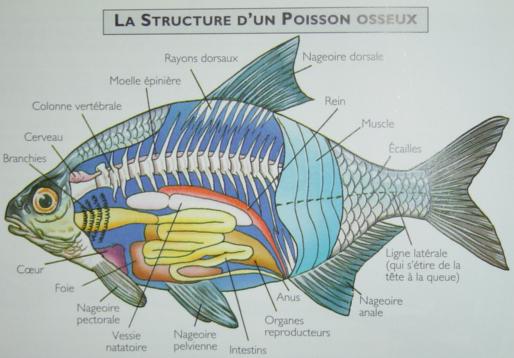 LA STRUCTURE D'UN POISSON OSSEUX
Rayons dorsaux
Nageoire dorsale
Moelle épinière
Rein
Colonne vertébrale
Muscle
Cerveau
Écailles
Branchies
Cœur
Ligne latérale
(qui s'étire de la
tête à la queue)
Foie
Anus
Nageoire
pectorale
Nageoire
anale
Organes
reproducteurs
Vessie
natatoire
Nageoire
pelvienne
Intestins